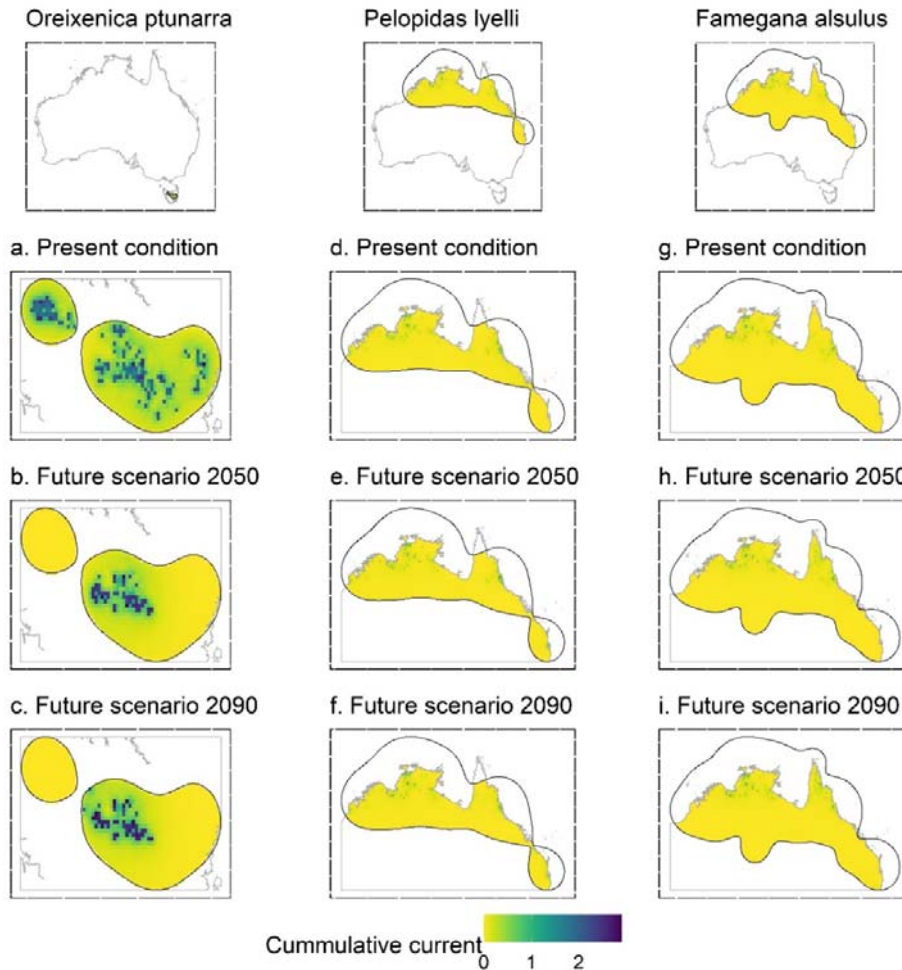 Oreixenica ptunarra Pelopidas lyelli Famegana alsulus
a. Present condition d. Present condition g. Present condition
b. Future scenario 2050 e. Future scenario 2050 h. Future scenario 2050
c. Future scenario 2090 f. Future scenario 2090 i. Future scenario 2090
Cummulative current
0 1 2